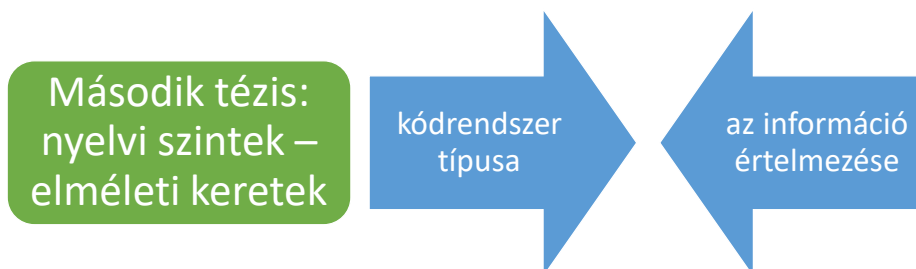 Második tézis:
nyelvi szintek –
elméleti keretek
kódrendszer
típusa
az információ
értelmezése